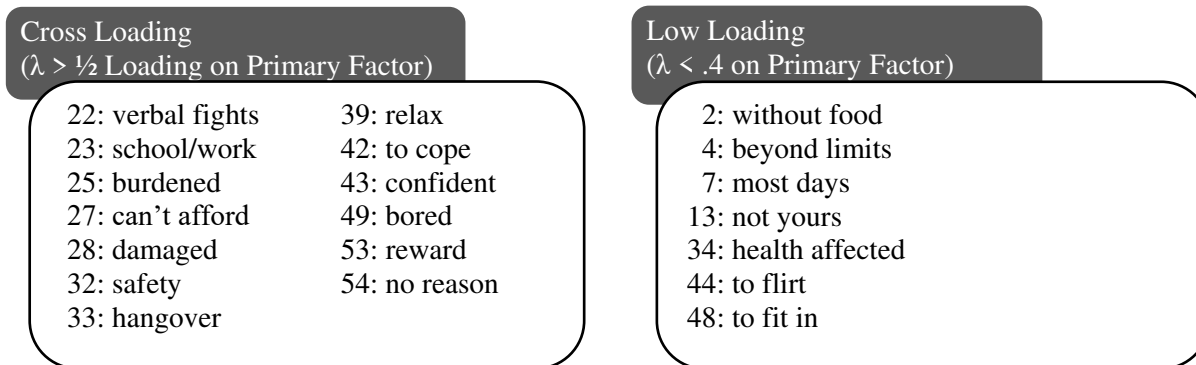 Cross Loading
(λ > ½ Loading on Primary Factor)
22: verbal fights
23: school/work
25: burdened
27: can’t afford
28: damaged
32: safety
33: hangover
39: relax
42: to cope
43: confident
49: bored
53: reward
54: no reason
Low Loading
(λ < .4 on Primary Factor)
2: without food
4: beyond limits
7: most days
13: not yours
34: health affected
44: to flirt
48: to fit in